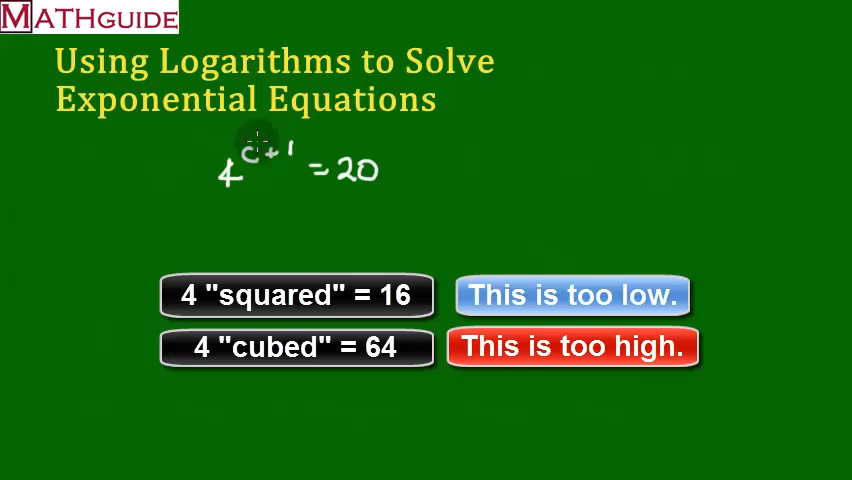 MATHGUIDE
Using Logarithms to Solve
Exponential Equations
4^{c+1} = 20
4 "squared" = 16 This is too low.
4 "cubed" = 64 This is too high.